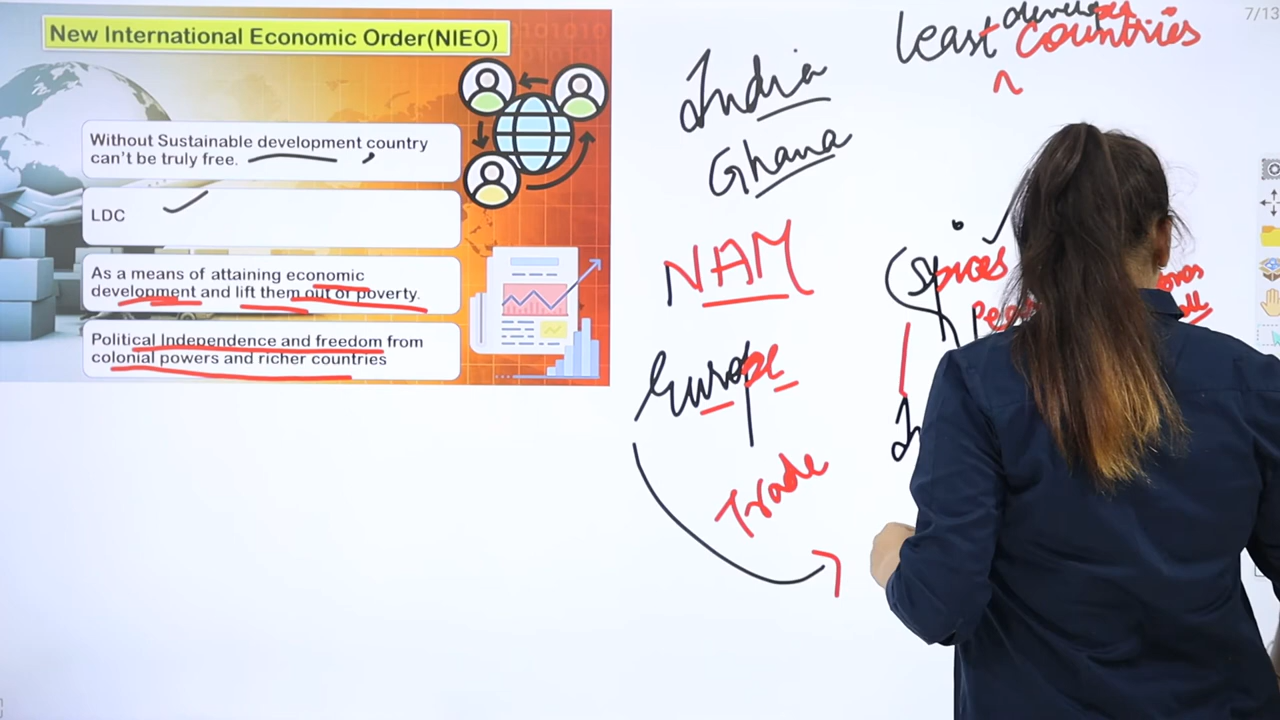 New International Economic Order(NIEO)
Without Sustainable development country
can't be truly free.
LDC
As a means of attaining economic
development and lift them out of poverty.
Political Independence and freedom from
colonial powers and richer countries
India
Ghana
NAM
Europe
Trade
least developed
countries
7/13
(spices